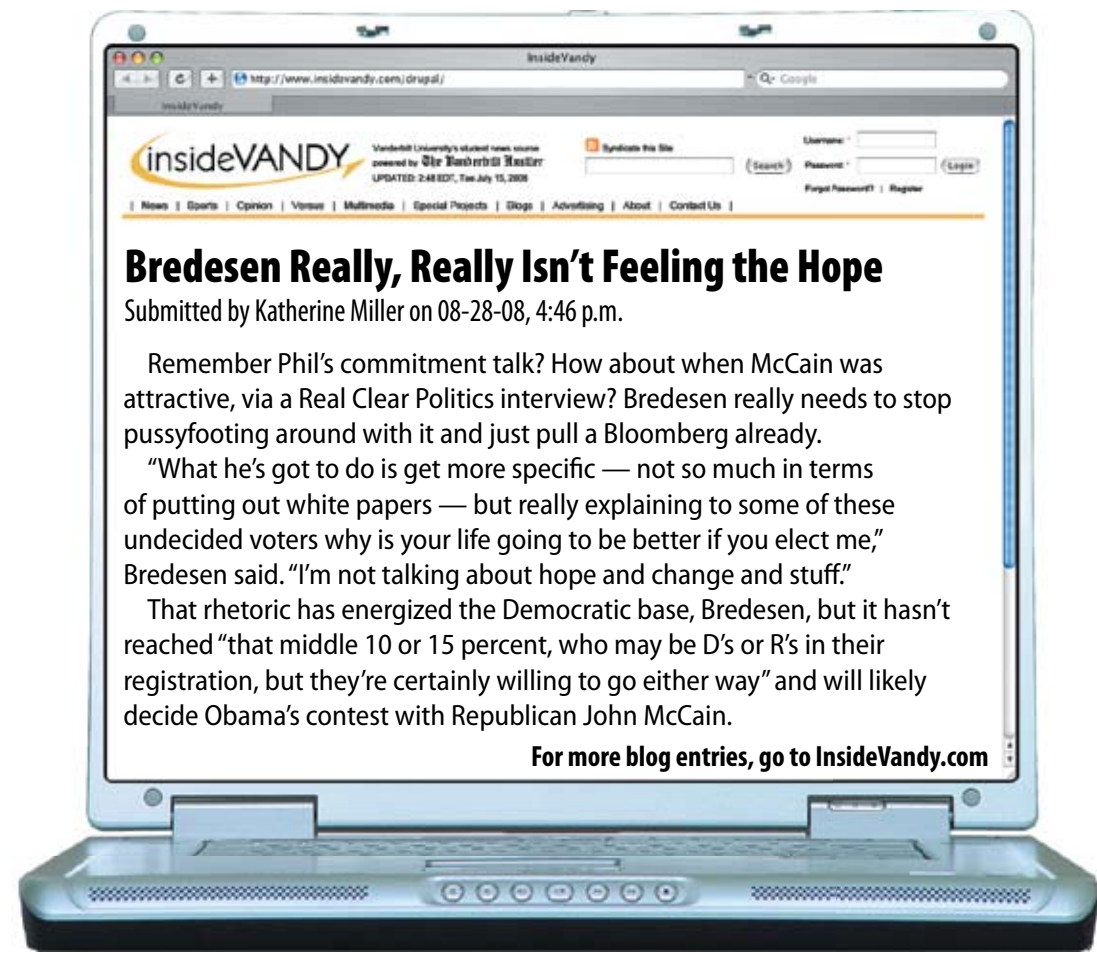 InsideVandy
http://www.insidevandy.com/drupal/
Google
InsideVandy
insideVANDY
Vanderbilt University's student news source
powered by The Vanderbilt Hustler
UPDATED: 2:48 EDT, Tue July 15, 2008
Syndicate this Site
Search
Username: *
Password: *
Login
Forgot Password? | Register
| News | Sports | Opinion | Versus | Multimedia | Special Projects | Blogs | Advertising | About | Contact Us |
Bredesen Really, Really Isn't Feeling the Hope
Submitted by Katherine Miller on 08-28-08, 4:46 p.m.
Remember Phil's commitment talk? How about when McCain was
attractive, via a Real Clear Politics interview? Bredesen really needs to stop
pussyfooting around with it and just pull a Bloomberg already.
"What he's got to do is get more specific — not so much in terms
of putting out white papers — but really explaining to some of these
undecided voters why is your life going to be better if you elect me,"
Bredesen said. "I'm not talking about hope and change and stuff."
That rhetoric has energized the Democratic base, Bredesen, but it hasn't
reached "that middle 10 or 15 percent, who may be D's or R's in their
registration, but they're certainly willing to go either way" and will likely
decide Obama's contest with Republican John McCain.
For more blog entries, go to InsideVandy.com